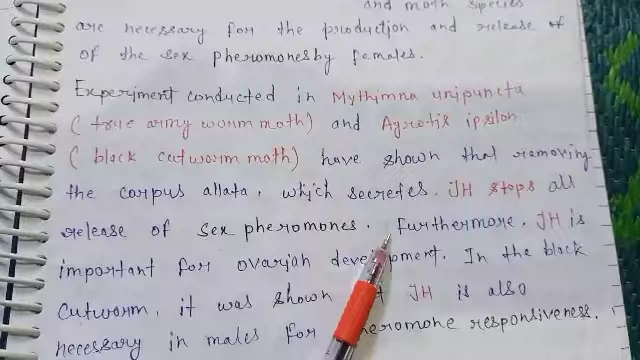 and moth species
are necessary for the production and release of
of the sex pheromones by females.
Experiment conducted in Mythimna unipuncta
( true army worm moth) and Agrotis ipsilon
( black cutworm moth) have shown that removing
the corpus allata, which secretes. JH stops all
release of sex pheromones. Furthermore, JH is
important for ovarian development. In the black
cutworm, it was shown JH is also
necessary in males for pheromone responsiveness.